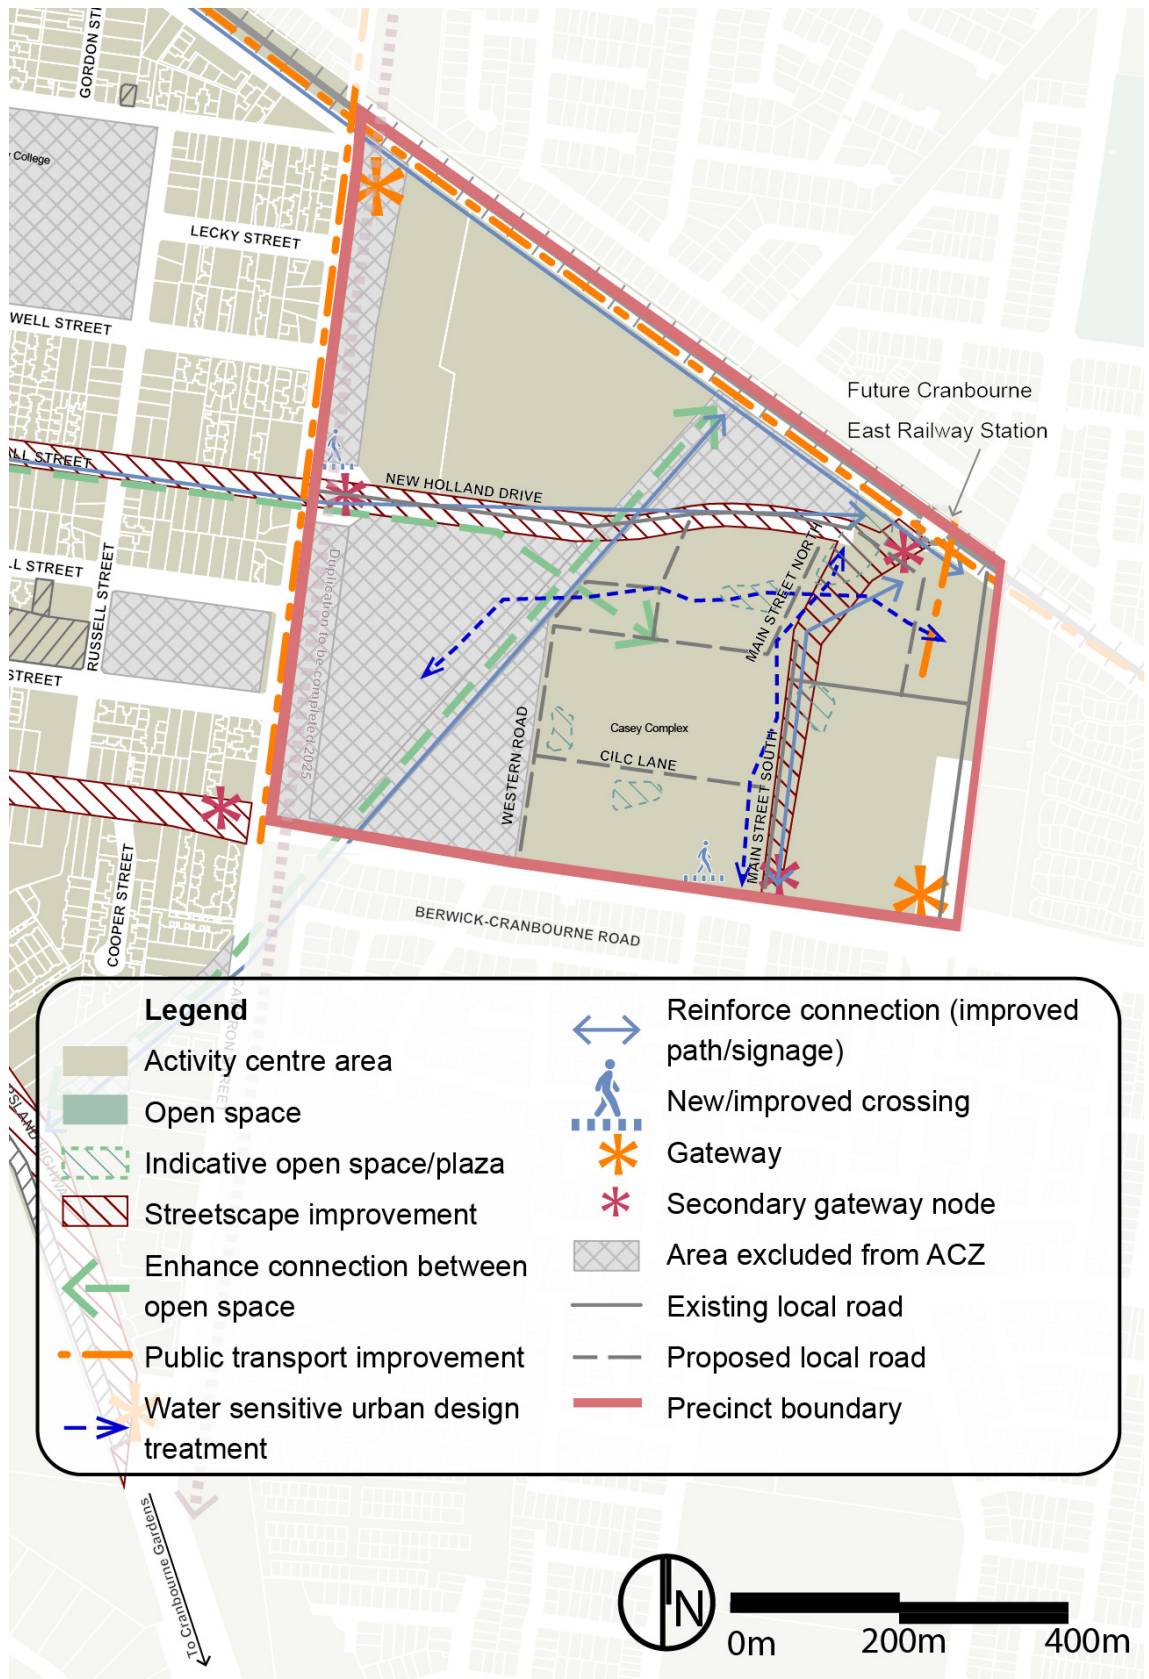 GORDON ST
y College
LECKY STREET
WELL STREET
Future Cranbourne
East Railway Station
LL STREET
NEW HOLLAND DRIVE
LL STREET
RUSSELL STREET
MAIN STREET NORTH
Duplication to be completed 2025
STREET
WESTERN ROAD
Casey Complex
CILC LANE
MAIN STREET SOUTH
COOPER STREET
BERWICK-CRANBOURNE ROAD
CAMERON STREET
RSLAND HIGHWAY
Legend
Activity centre area
Open space
Indicative open space/plaza
Streetscape improvement
Enhance connection between
open space
Public transport improvement
Water sensitive urban design
treatment
Reinforce connection (improved
path/signage)
New/improved crossing
Gateway
Secondary gateway node
Area excluded from ACZ
Existing local road
Proposed local road
Precinct boundary
To Cranbourne Gardens
N
0m
200m
400m